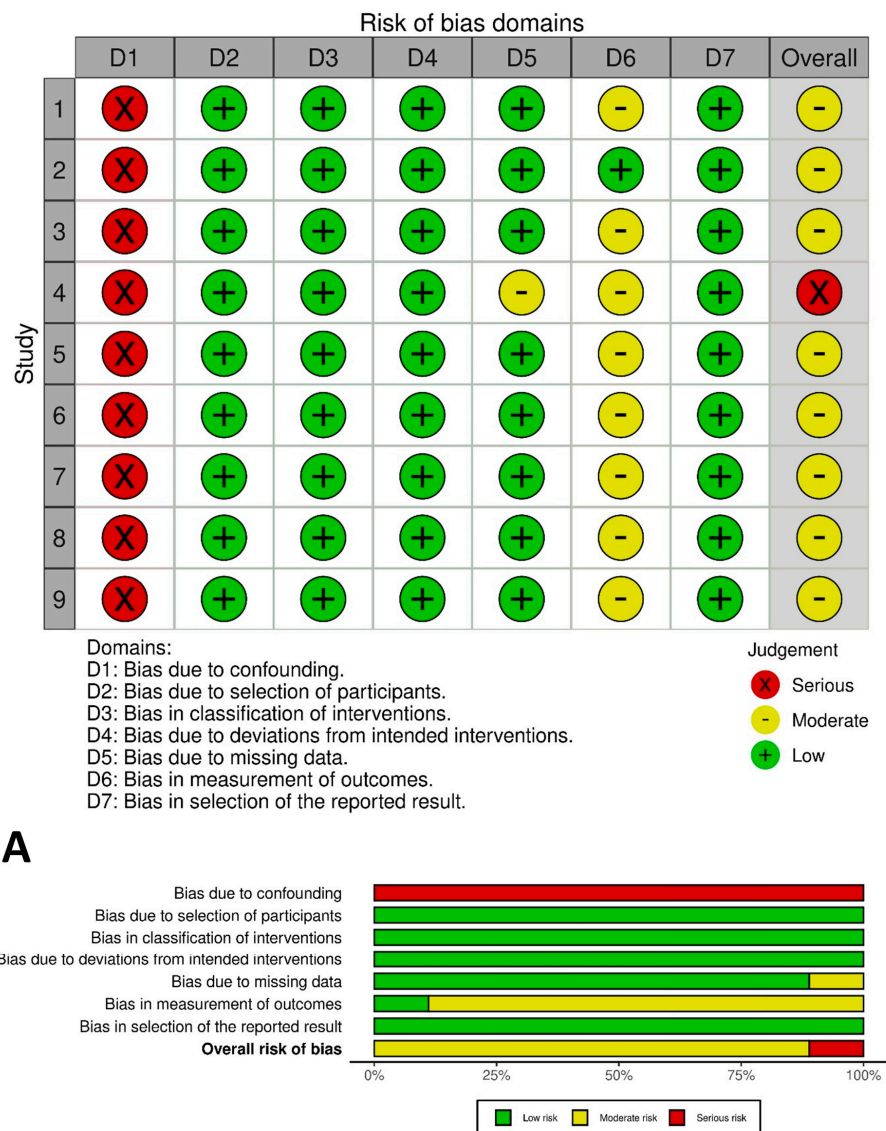 Risk of bias domains
D1 D2 D3 D4 D5 D6 D7 Overall
Study
1 X + + + + - + -
2 X + + + + + + -
3 X + + + + - + -
4 X + + + - - + X
5 X + + + + - + -
6 X + + + + - + -
7 X + + + + - + -
8 X + + + + - + -
9 X + + + + - + -
Domains:
D1: Bias due to confounding.
D2: Bias due to selection of participants.
D3: Bias in classification of interventions.
D4: Bias due to deviations from intended interventions.
D5: Bias due to missing data.
D6: Bias in measurement of outcomes.
D7: Bias in selection of the reported result.
Judgement
X Serious
- Moderate
+ Low
A
Bias due to confounding
Bias due to selection of participants
Bias in classification of interventions
Bias due to deviations from intended interventions
Bias due to missing data
Bias in measurement of outcomes
Bias in selection of the reported result
Overall risk of bias
0% 25% 50% 75% 100%
Low risk Moderate risk Serious risk